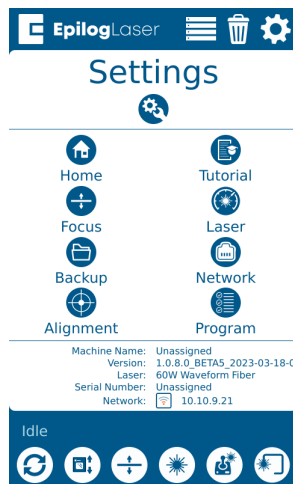 EpilogLaser
Settings
Home Tutorial
Focus Laser
Backup Network
Alignment Program
Machine Name: Unassigned
Version: 1.0.8.0_BETA5_2023-03-18-0
Laser: 60W Waveform Fiber
Serial Number: Unassigned
Network: 10.10.9.21
Idle